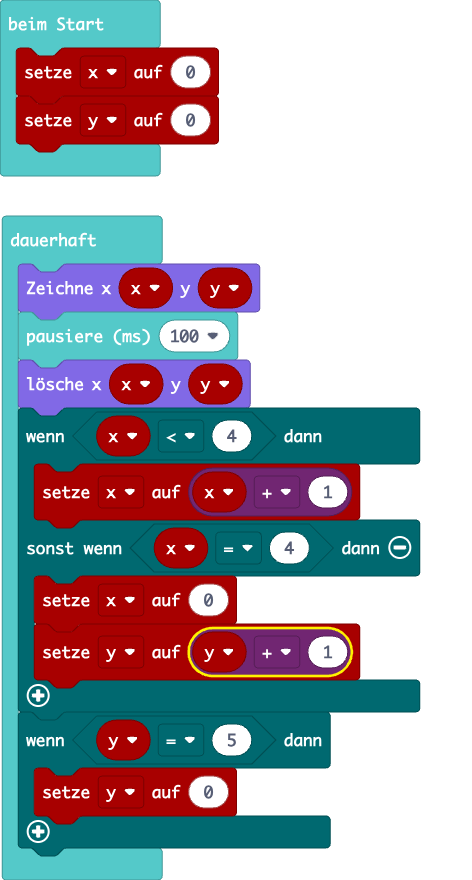 beim Start
setze x auf 0
setze y auf 0
dauerhaft
Zeichne x x y y
pausiere (ms) 100
lösche x x y y
wenn x < 4 dann
setze x auf x + 1
sonst wenn x = 4 dann
setze x auf 0
setze y auf y + 1
wenn y = 5 dann
setze y auf 0